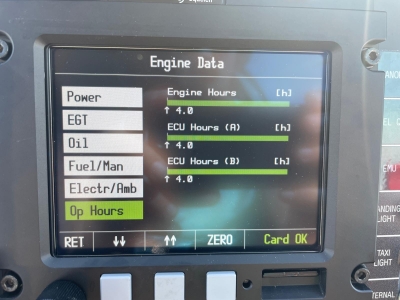 Engine Data
Power
EGT
Oil
Fuel/Man
Electr/Amb
Op Hours
Engine Hours [h]
↑ 4.0
ECU Hours (A) [h]
↑ 4.0
ECU Hours (B) [h]
↑ 4.0
RET ↓↓ ↑↑ ZERO Card OK
EMU
LIGHT
TAXI
LIGHT